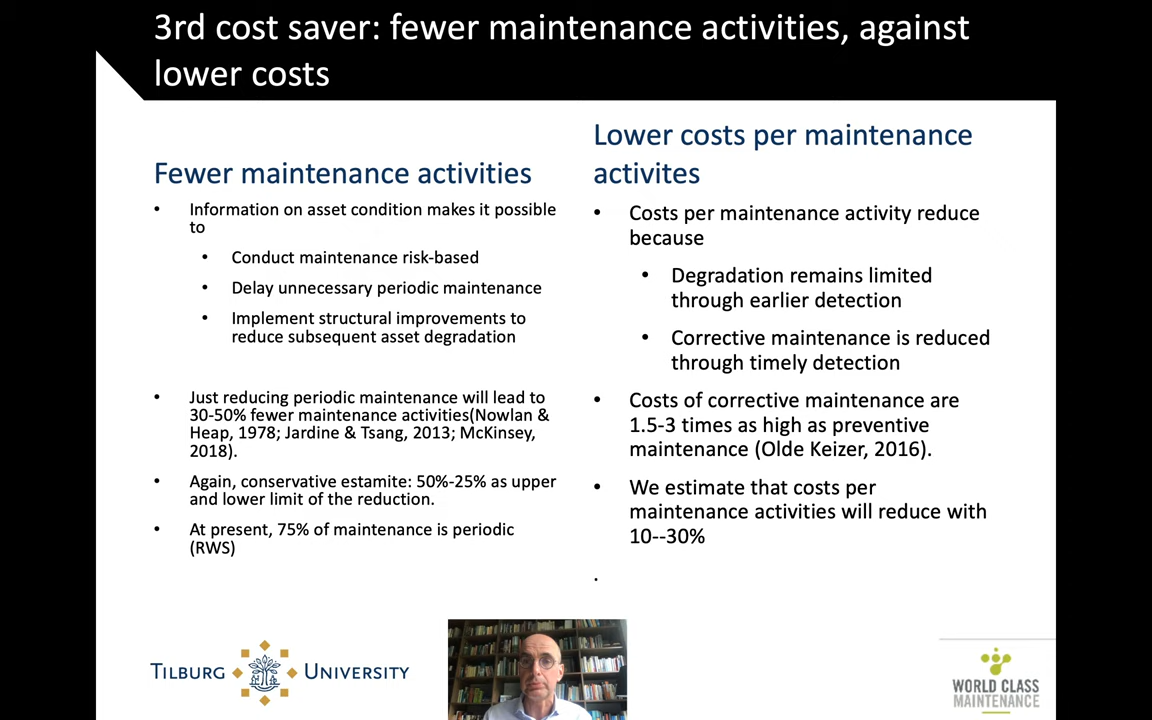 3rd cost saver: fewer maintenance activities, against
lower costs
Fewer maintenance activities
• Information on asset condition makes it possible
to
• Conduct maintenance risk-based
• Delay unnecessary periodic maintenance
• Implement structural improvements to
reduce subsequent asset degradation
• Just reducing periodic maintenance will lead to
30-50% fewer maintenance activities(Nowlan &
Heap, 1978; Jardine & Tsang, 2013; McKinsey,
2018).
• Again, conservative estamite: 50%-25% as upper
and lower limit of the reduction.
• At present, 75% of maintenance is periodic
(RWS)
Lower costs per maintenance
activites
• Costs per maintenance activity reduce
because
• Degradation remains limited
through earlier detection
• Corrective maintenance is reduced
through timely detection
• Costs of corrective maintenance are
1.5-3 times as high as preventive
maintenance (Olde Keizer, 2016).
• We estimate that costs per
maintenance activities will reduce with
10--30%
.
TILBURG UNIVERSITY
WORLD CLASS
MAINTENANCE